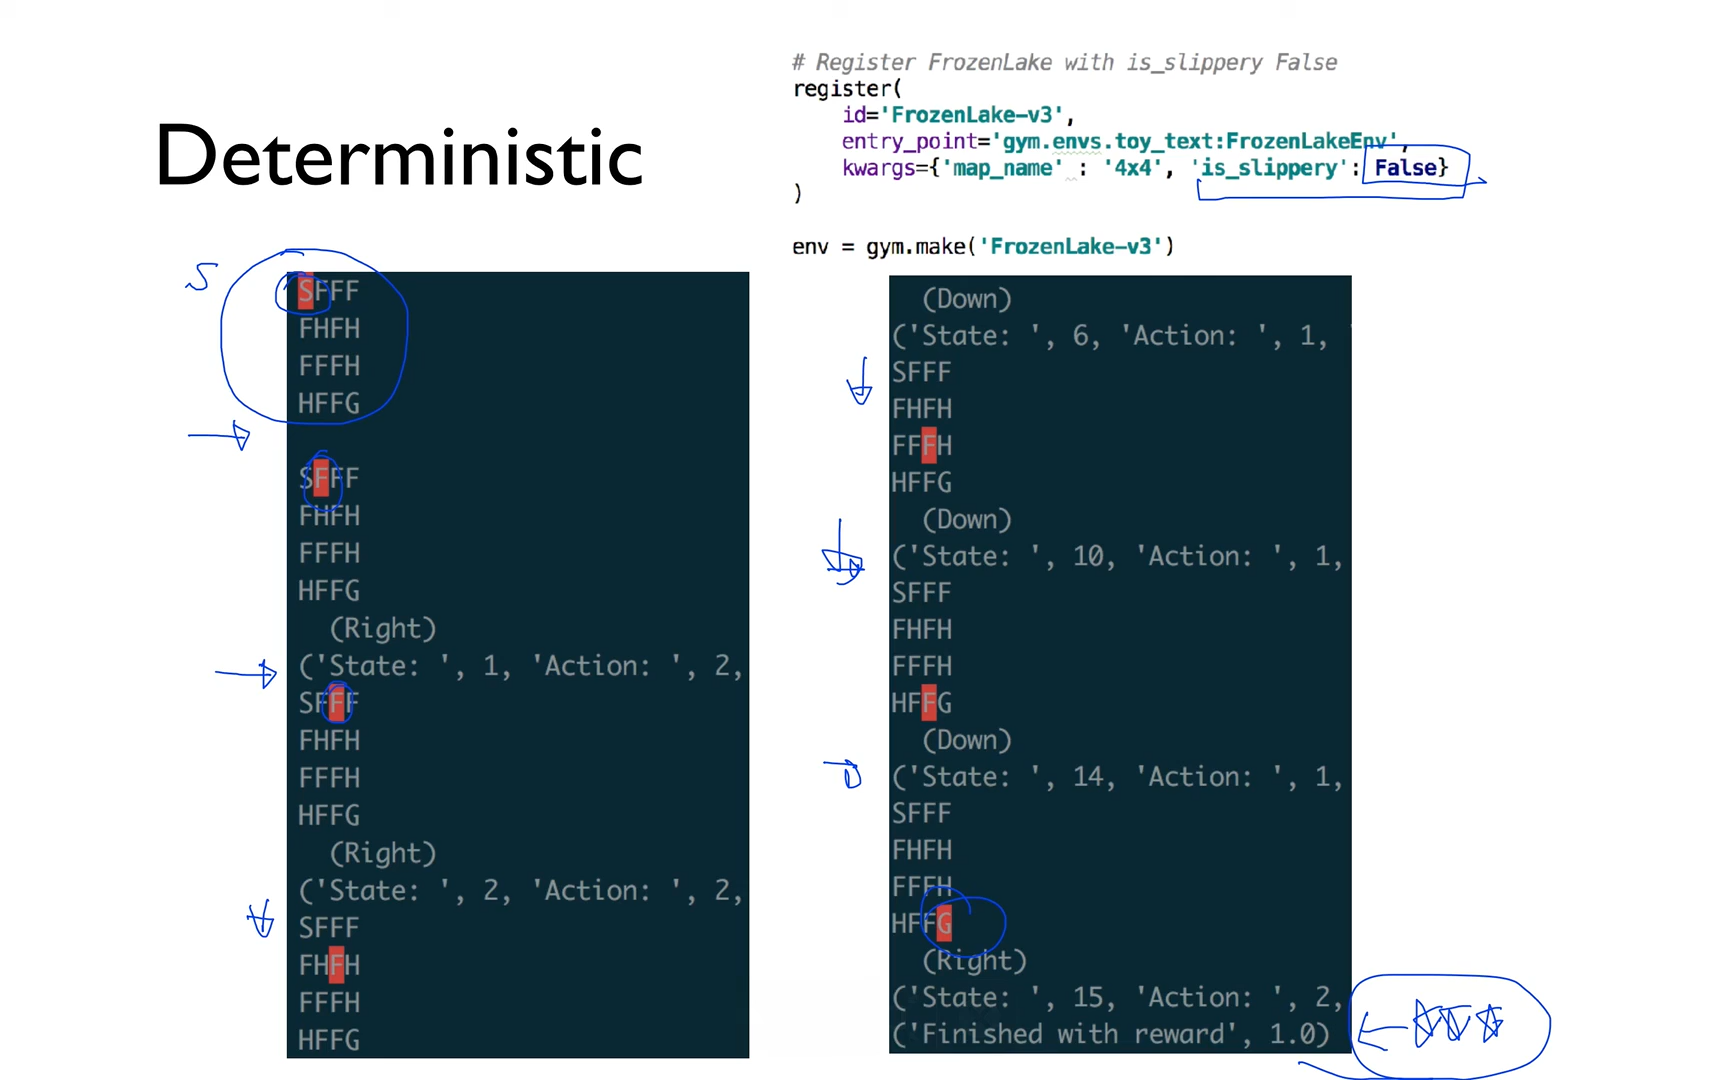 Deterministic
# Register FrozenLake with is_slippery False
register(
    id='FrozenLake-v3',
    entry_point='gym.envs.toy_text:FrozenLakeEnv',
    kwargs={'map_name' : '4x4', 'is_slippery': False}
)
env = gym.make('FrozenLake-v3')
S
SFFF
FHFH
FFFH
HFFG
SFFF
FHFH
FFFH
HFFG
(Right)
('State: ', 1, 'Action: ', 2,
SFFF
FHFH
FFFH
HFFG
(Right)
('State: ', 2, 'Action: ', 2,
SFFF
FHFH
FFFH
HFFG
(Down)
('State: ', 6, 'Action: ', 1,
SFFF
FHFH
FFFH
HFFG
(Down)
('State: ', 10, 'Action: ', 1,
SFFF
FHFH
FFFH
HFFG
(Down)
('State: ', 14, 'Action: ', 1,
SFFF
FHFH
FFFH
HFFG
(Right)
('State: ', 15, 'Action: ', 2,
('Finished with reward', 1.0)